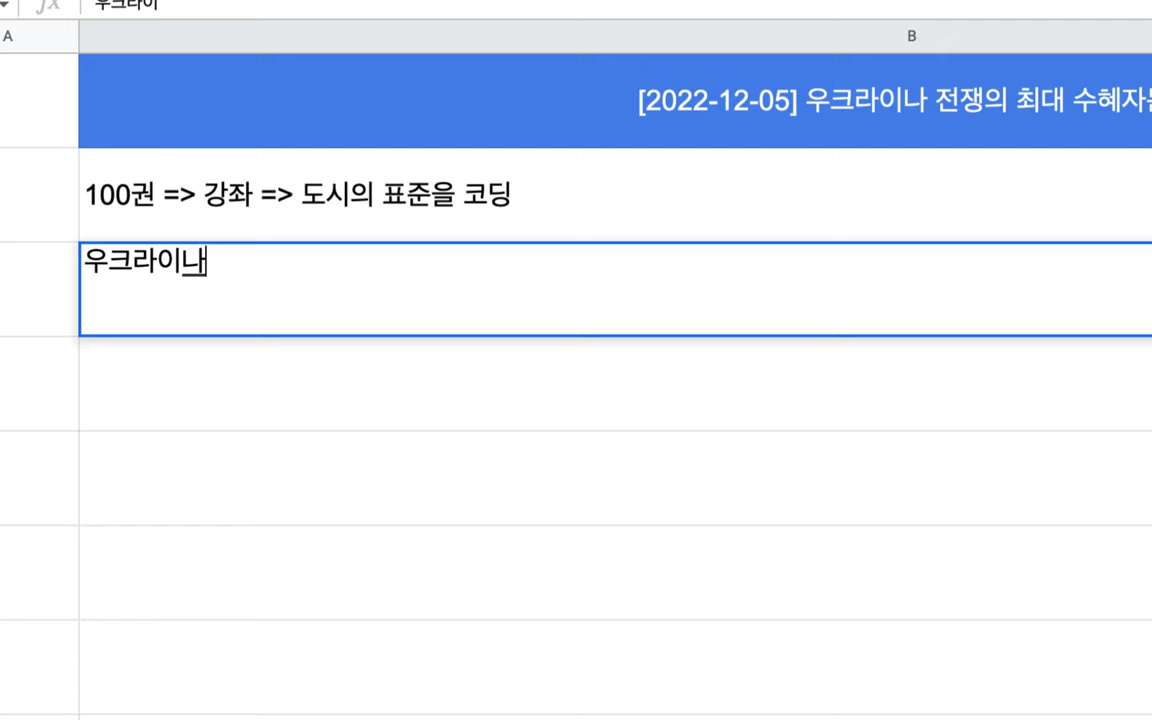 fx 우크라이
A B
[2022-12-05] 우크라이나 전쟁의 최대 수혜자
100권 => 강좌 => 도시의 표준을 코딩
우크라이나